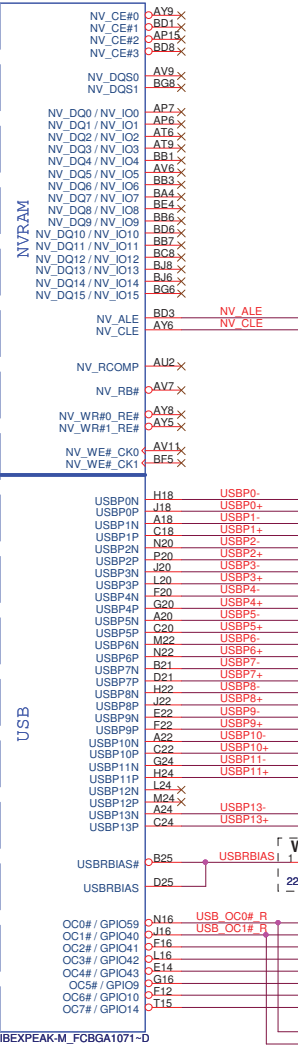 NVRAM
NV_CE#0 AY9
NV_CE#1 BD1
NV_CE#2 AP15
NV_CE#3 BD8
NV_DQS0 AV9
NV_DQS1 BG8
NV_DQ0 / NV_IO0 AP7
NV_DQ1 / NV_IO1 AP6
NV_DQ2 / NV_IO2 AT6
NV_DQ3 / NV_IO3 AT9
NV_DQ4 / NV_IO4 BB1
NV_DQ5 / NV_IO5 AV6
NV_DQ6 / NV_IO6 BB3
NV_DQ7 / NV_IO7 BA4
NV_DQ8 / NV_IO8 BE4
NV_DQ9 / NV_IO9 BB6
NV_DQ10 / NV_IO10 BD6
NV_DQ11 / NV_IO11 BB7
NV_DQ12 / NV_IO12 BC8
NV_DQ13 / NV_IO13 BJ8
NV_DQ14 / NV_IO14 BJ6
NV_DQ15 / NV_IO15 BG6
NV_ALE BD3 NV_ALE
NV_CLE AY6 NV_CLE
NV_RCOMP AU2
NV_RB# AV7
NV_WR#0_RE# AY8
NV_WR#1_RE# AY5
NV_WE#_CK0 AV11
NV_WE#_CK1 BF5
USB
USBP0N H18 USBP0-
USBP0P J18 USBP0+
USBP1N A18 USBP1-
USBP1P C18 USBP1+
USBP2N N20 USBP2-
USBP2P P20 USBP2+
USBP3N J20 USBP3-
USBP3P L20 USBP3+
USBP4N F20 USBP4-
USBP4P G20 USBP4+
USBP5N A20 USBP5-
USBP5P C20 USBP5+
USBP6N M22 USBP6-
USBP6P N22 USBP6+
USBP7N B21 USBP7-
USBP7P D21 USBP7+
USBP8N H22 USBP8-
USBP8P J22 USBP8+
USBP9N E22 USBP9-
USBP9P F22 USBP9+
USBP10N A22 USBP10-
USBP10P C22 USBP10+
USBP11N G24 USBP11-
USBP11P H24 USBP11+
USBP12N L24
USBP12P M24
USBP13N A24 USBP13-
USBP13P C24 USBP13+
USBRBIAS# B25 USBRBIAS 1
USBRBIAS D25 22
OC0# / GPIO59 N16 USB_OC0#_R
OC1# / GPIO40 J16 USB_OC1#_R
OC2# / GPIO41 F16
OC3# / GPIO42 L16
OC4# / GPIO43 E14
OC5# / GPIO9 G16
OC6# / GPIO10 F12
OC7# / GPIO14 T15
IBEXPEAK-M_FCBGA1071~D